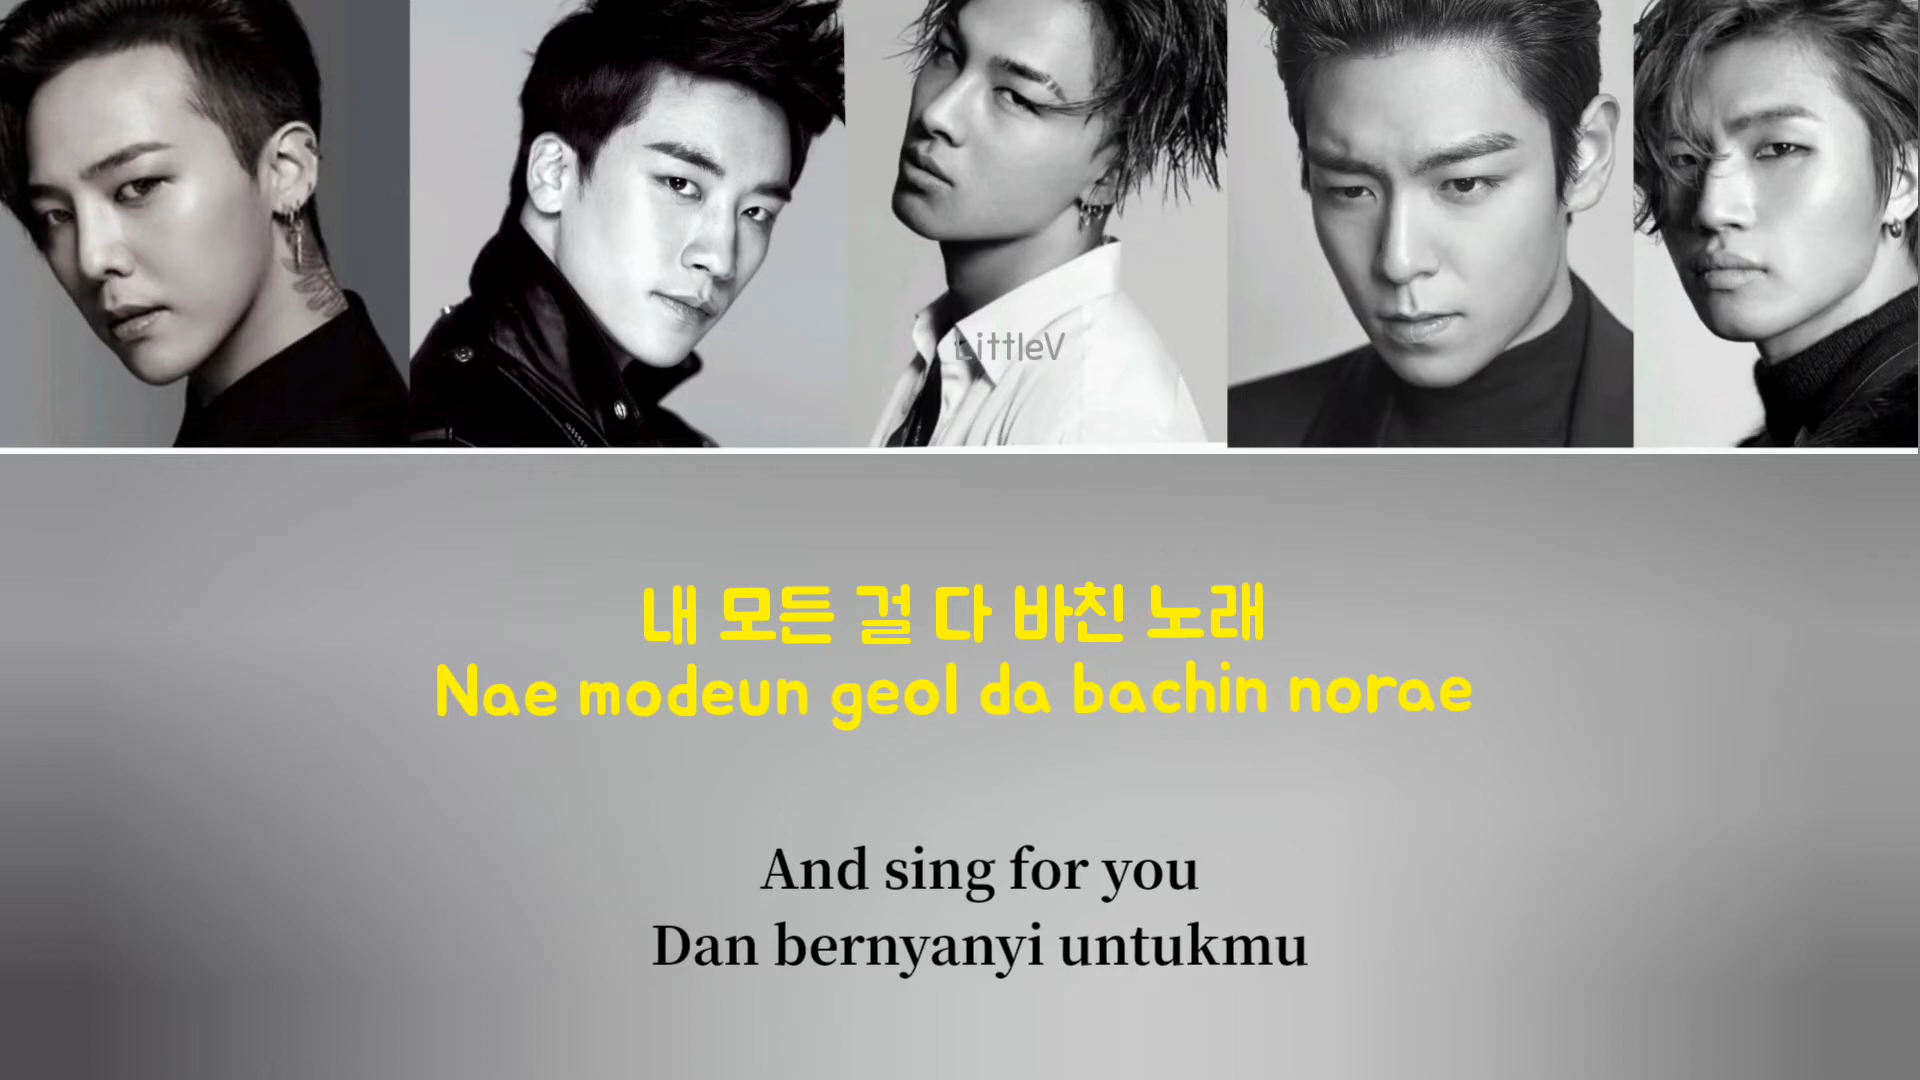 LittleV
내 모든 걸 다 바친 노래
Nae modeun geol da bachin norae
And sing for you
Dan bernyanyi untukmu